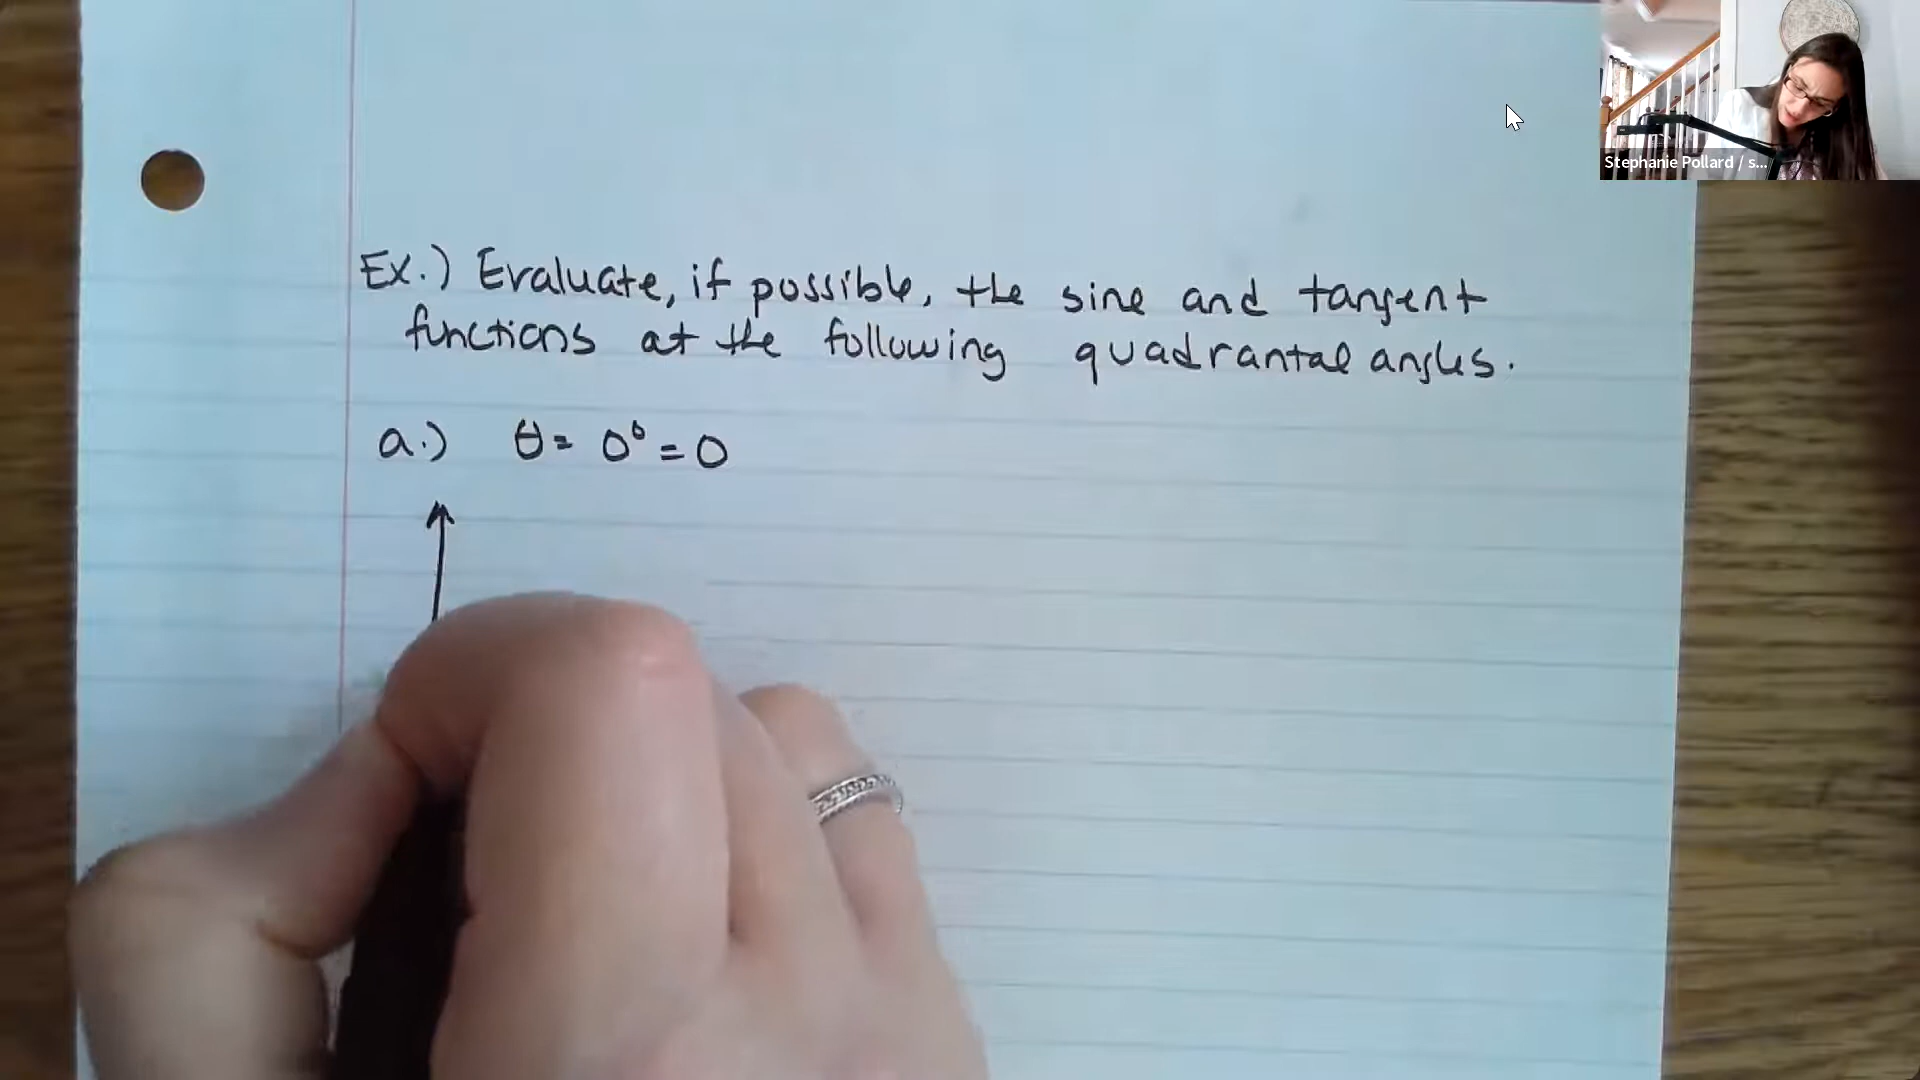 Stephanie Pollard / s...
Ex.) Evaluate, if possible, the sine and tangent
functions at the following quadrantal angles.
a.) θ = 0° = 0